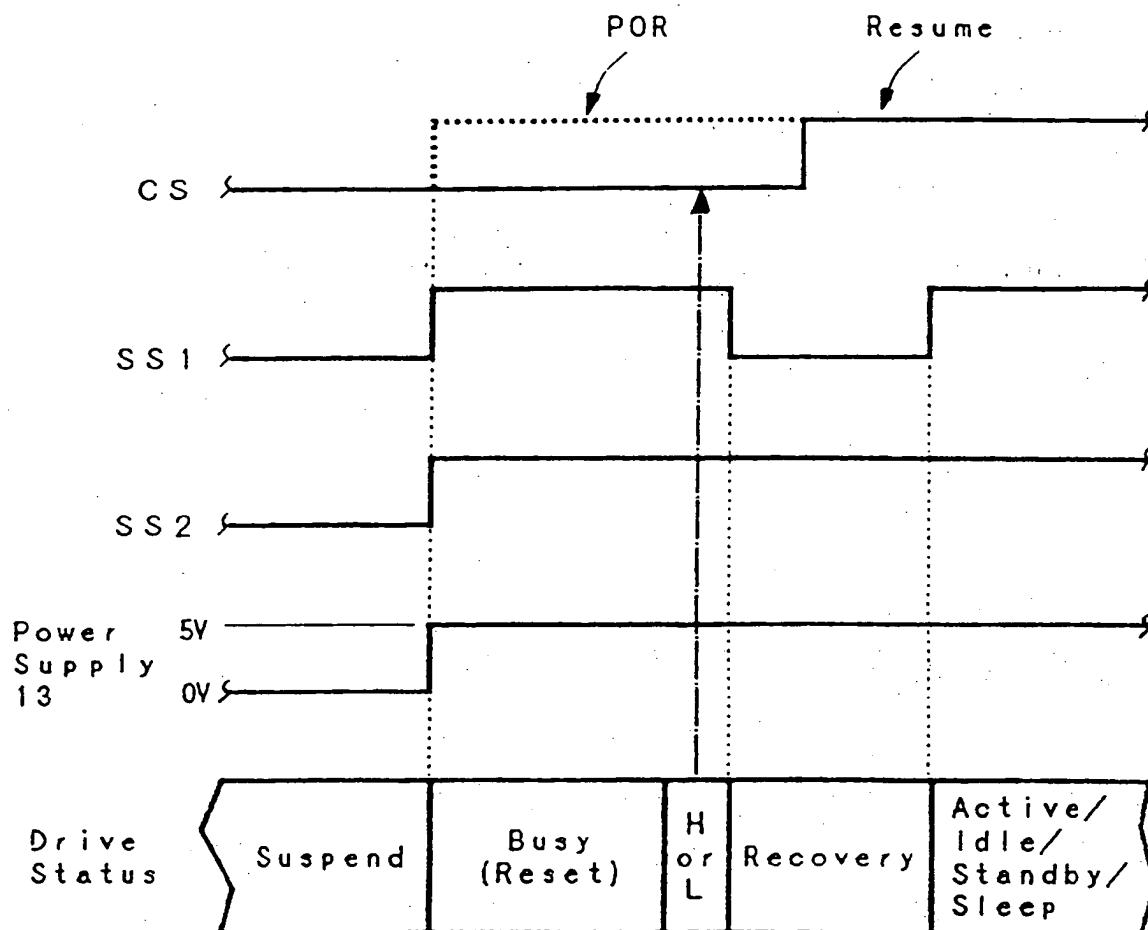 POR
Resume
CS
SS1
SS2
Power 5V
Supply
13 0V
Drive
Status
Suspend
Busy
(Reset)
H
or
L
Recovery
Active/
Idle/
Standby/
Sleep